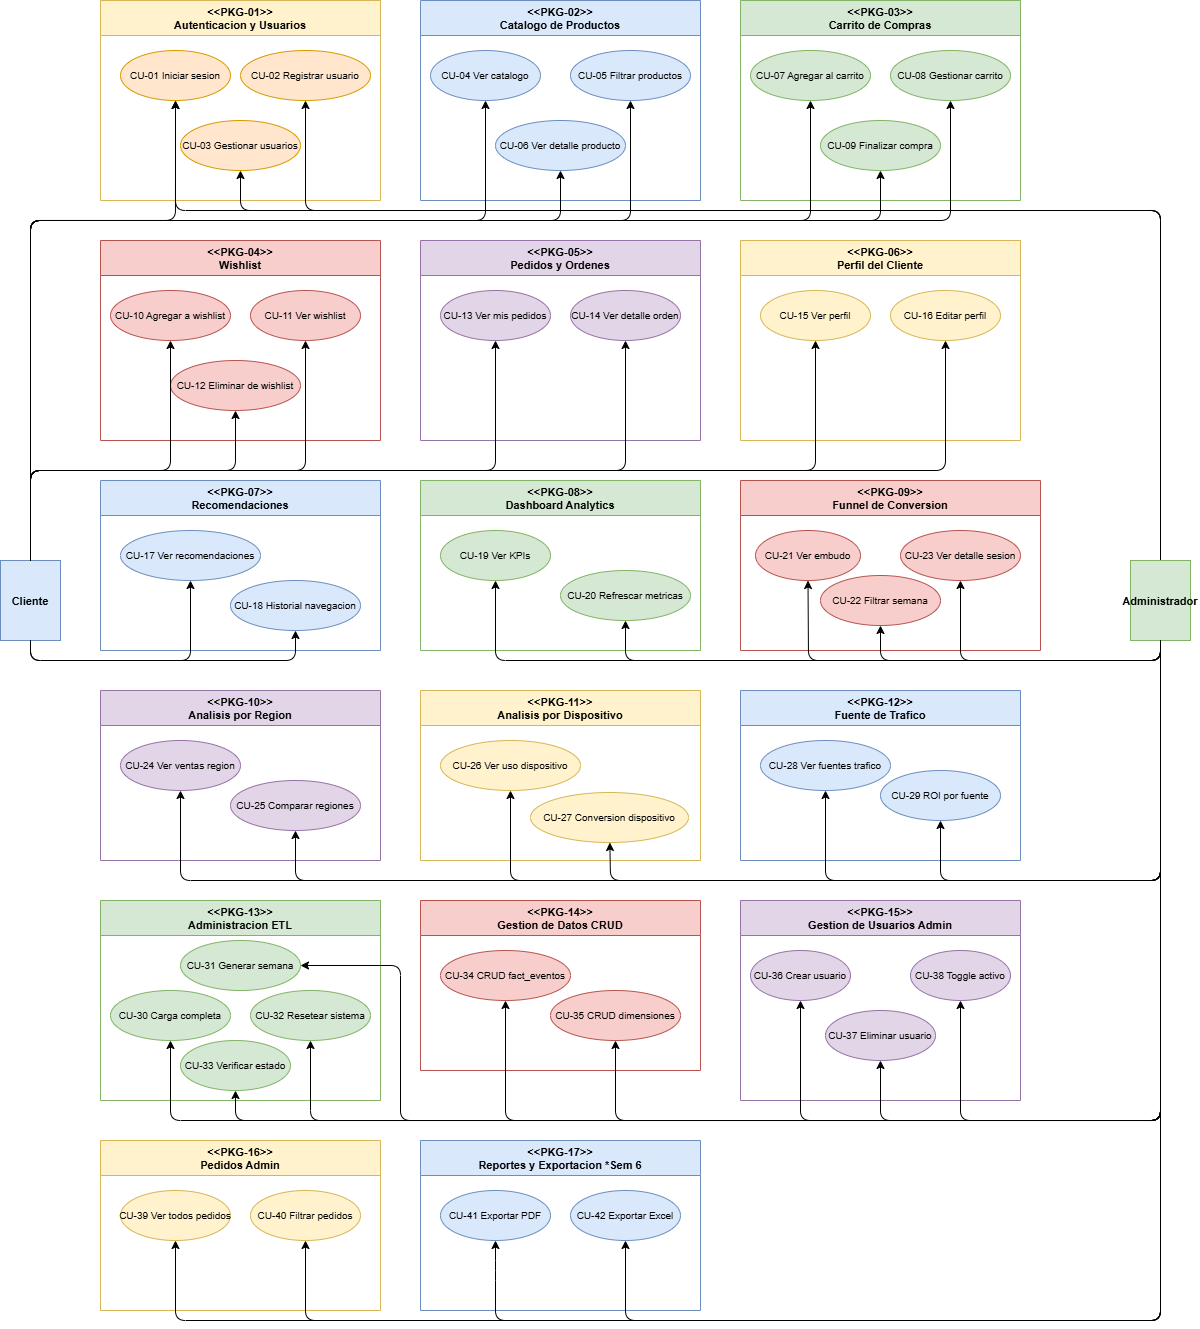 <<PKG-01>>
Autenticacion y Usuarios
CU-01 Iniciar sesion
CU-02 Registrar usuario
CU-03 Gestionar usuarios
<<PKG-02>>
Catalogo de Productos
CU-04 Ver catalogo
CU-05 Filtrar productos
CU-06 Ver detalle producto
<<PKG-03>>
Carrito de Compras
CU-07 Agregar al carrito
CU-08 Gestionar carrito
CU-09 Finalizar compra
<<PKG-04>>
Wishlist
CU-10 Agregar a wishlist
CU-11 Ver wishlist
CU-12 Eliminar de wishlist
<<PKG-05>>
Pedidos y Ordenes
CU-13 Ver mis pedidos
CU-14 Ver detalle orden
<<PKG-06>>
Perfil del Cliente
CU-15 Ver perfil
CU-16 Editar perfil
Cliente
<<PKG-07>>
Recomendaciones
CU-17 Ver recomendaciones
CU-18 Historial navegacion
<<PKG-08>>
Dashboard Analytics
CU-19 Ver KPIs
CU-20 Refrescar metricas
<<PKG-09>>
Funnel de Conversion
CU-21 Ver embudo
CU-23 Ver detalle sesion
CU-22 Filtrar semana
Administrador
<<PKG-10>>
Analisis por Region
CU-24 Ver ventas region
CU-25 Comparar regiones
<<PKG-11>>
Analisis por Dispositivo
CU-26 Ver uso dispositivo
CU-27 Conversion dispositivo
<<PKG-12>>
Fuente de Trafico
CU-28 Ver fuentes trafico
CU-29 ROI por fuente
<<PKG-13>>
Administracion ETL
CU-31 Generar semana
CU-30 Carga completa
CU-32 Resetear sistema
CU-33 Verificar estado
<<PKG-14>>
Gestion de Datos CRUD
CU-34 CRUD fact_eventos
CU-35 CRUD dimensiones
<<PKG-15>>
Gestion de Usuarios Admin
CU-36 Crear usuario
CU-38 Toggle activo
CU-37 Eliminar usuario
<<PKG-16>>
Pedidos Admin
CU-39 Ver todos pedidos
CU-40 Filtrar pedidos
<<PKG-17>>
Reportes y Exportacion *Sem 6
CU-41 Exportar PDF
CU-42 Exportar Excel